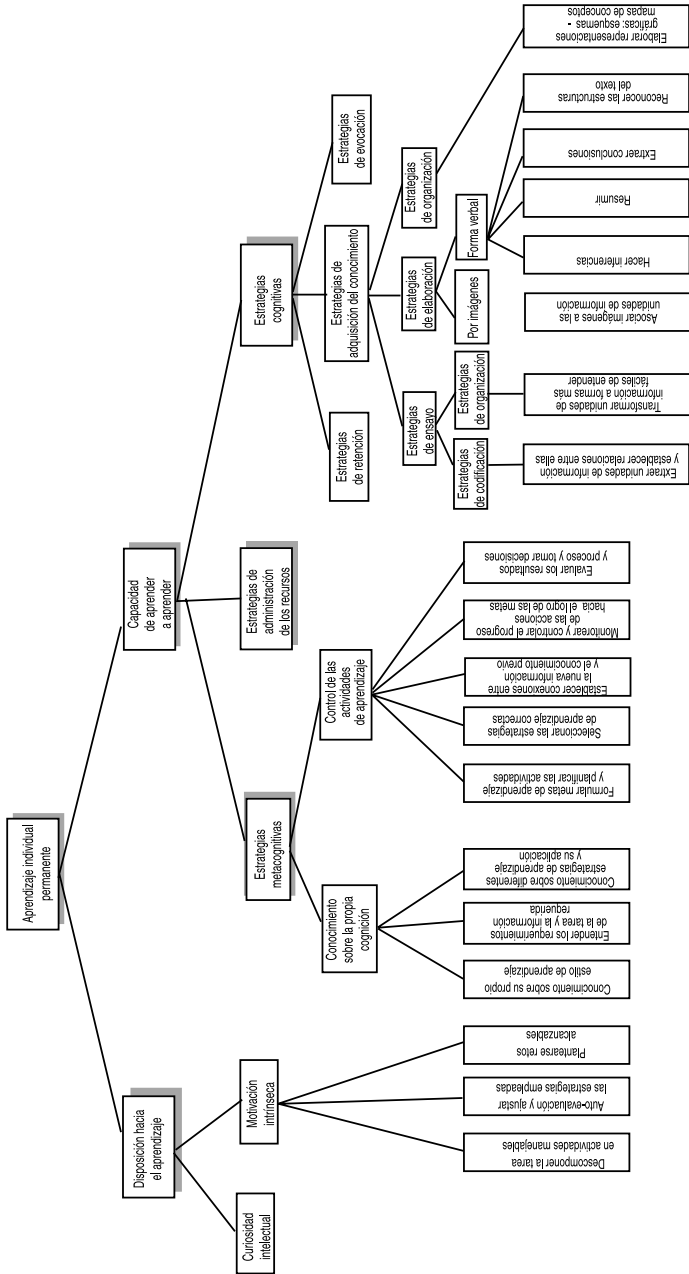 Aprendizaje individual
permanente
Disposición hacia
el aprendizaje
Capacidad
de aprender
a aprender
Curiosidad
intelectual
Motivación
intrínseca
Estrategias
metacognitivas
Estrategias de
administración
de los recursos
Estrategias
cognitivas
Conocimiento
sobre la propia
cognición
Control de las
actividades
de aprendizaje
Estrategias
de retención
Estrategias de
adquisición del conocimiento
Estrategias
de evocación
Estrategias
de ensayo
Estrategias
de elaboración
Estrategias
de organización
Estrategias
de codificación
Estrategias
de organización
Por imágenes
Forma verbal
Descomponer la tarea
en actividades manejables
Auto-evaluación y ajustar
las estrategias empleadas
Plantearse retos
alcanzables
Conocimiento sobre su propio
estilo de aprendizaje
Entender los requerimientos
de la tarea y la información
requerida
Conocimiento sobre diferentes
estrategias de aprendizaje
y su aplicación
Formular metas de aprendizaje
y planificar las actividades
Seleccionar las estrategias
de aprendizaje correctas
Establecer conexiones entre
la nueva información
y el conocimiento previo
Monitorear y controlar el progreso
de las acciones
hacia el logro de las metas
Evaluar los resultados
y proceso y tomar decisiones
Extraer unidades de información
y establecer relaciones entre ellas
Transformar unidades de
información a formas más
fáciles de entender
Asociar imágenes a las
unidades de información
Hacer inferencias
Resumir
Extraer conclusiones
Reconocer las estructuras
del texto
Elaborar representaciones
gráficas: esquemas -
mapas de conceptos